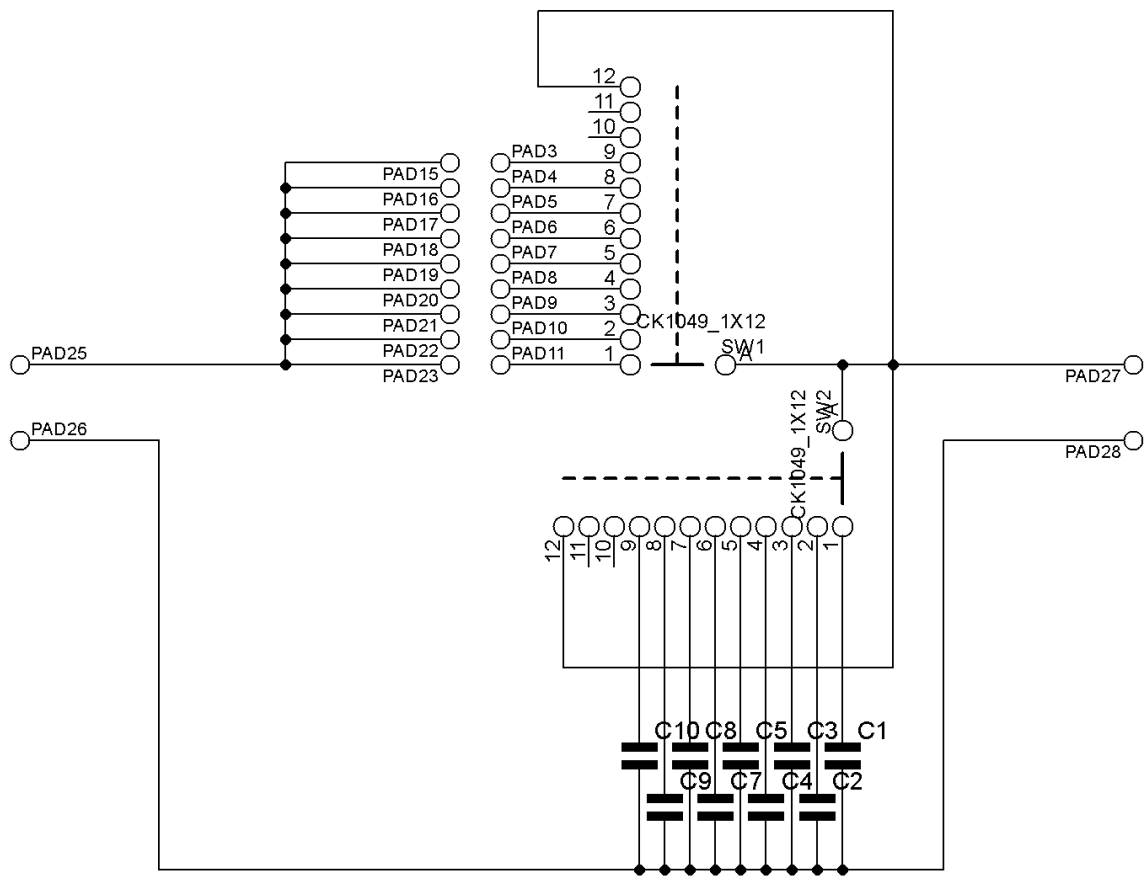 12
11
10
PAD3 9
PAD15 PAD4 8
PAD16 PAD5 7
PAD17 PAD6 6
PAD18 PAD7 5
PAD19 PAD8 4
PAD20 PAD9 3
CK1049_1X12
PAD21 PAD10 2
SW1
A
PAD25 PAD22 PAD11 1
PAD23 PAD27
CK1049_1X12
SW2
A
PAD26 PAD28
12 11 10 9 8 7 6 5 4 3 2 1
C10 C8 C5 C3 C1
C9 C7 C4 C2